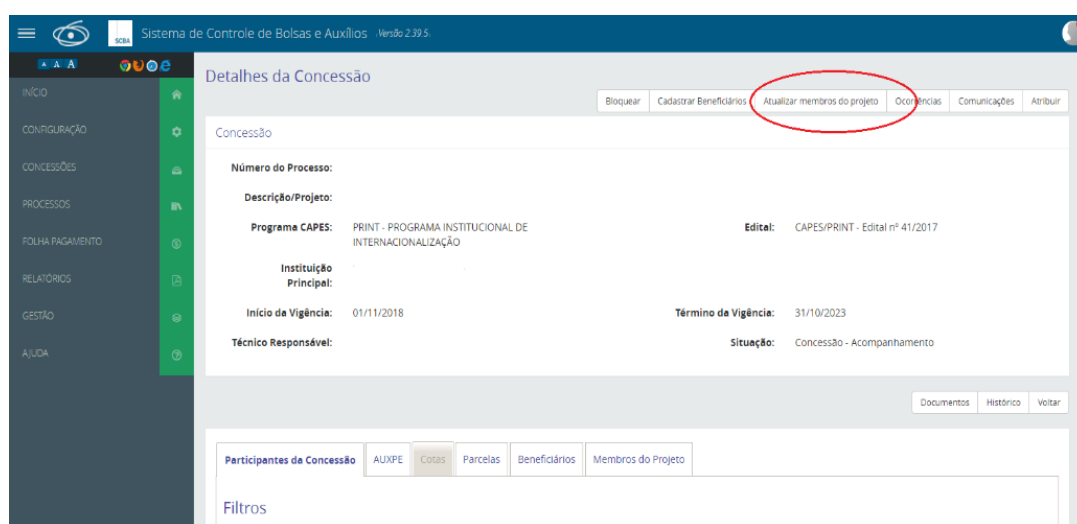 SCBA Sistema de Controle de Bolsas e Auxílios (Versão 2.39.5)
A A A
INÍCIO
CONFIGURAÇÃO
CONCESSÕES
PROCESSOS
FOLHA PAGAMENTO
RELATÓRIOS
GESTÃO
AJUDA
Detalhes da Concessão
Bloquear Cadastrar Beneficiários Atualizar membros do projeto Ocorrências Comunicações Atribuir
Concessão
Número do Processo:
Descrição/Projeto:
Programa CAPES: PRINT - PROGRAMA INSTITUCIONAL DE INTERNACIONALIZAÇÃO
Edital: CAPES/PRINT - Edital nº 41/2017
Instituição Principal:
Início da Vigência: 01/11/2018 Término da Vigência: 31/10/2023
Técnico Responsável: Situação: Concessão - Acompanhamento
Documentos Histórico Voltar
Participantes da Concessão AUXPE Cotas Parcelas Beneficiários Membros do Projeto
Filtros